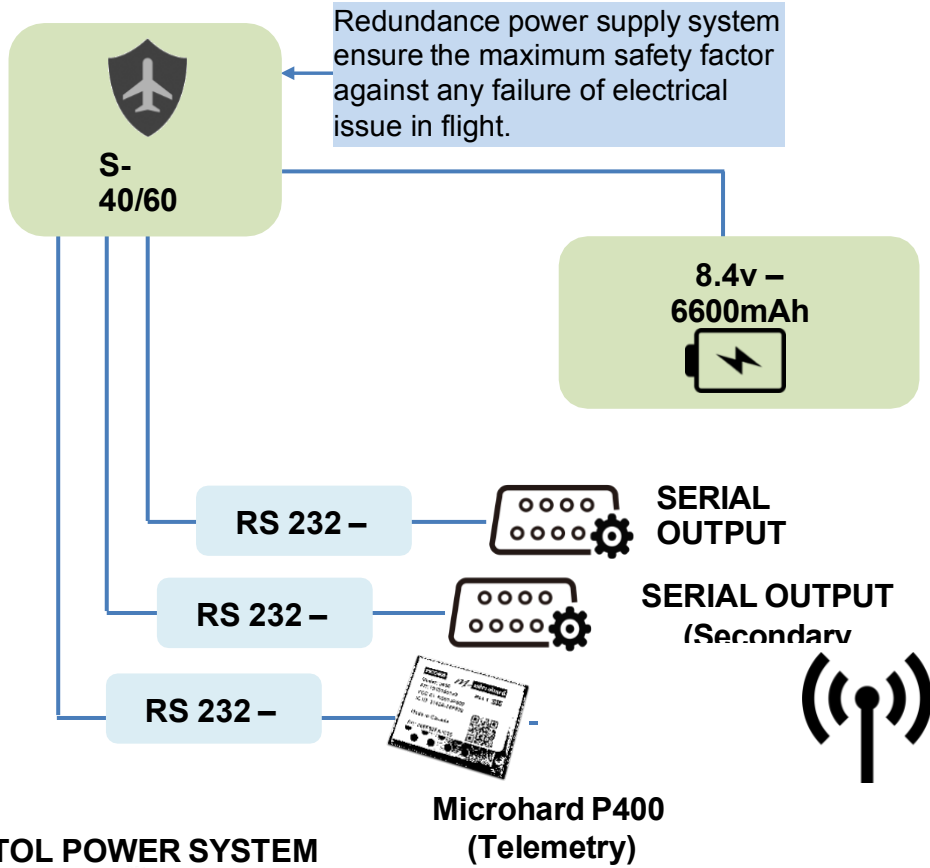 Redundance power supply system
ensure the maximum safety factor
against any failure of electrical
issue in flight.
S-
40/60
8.4v –
6600mAh
RS 232 –
SERIAL
OUTPUT
RS 232 –
SERIAL OUTPUT
(Secondary
RS 232 –
Microhard P400
(Telemetry)
TOL POWER SYSTEM